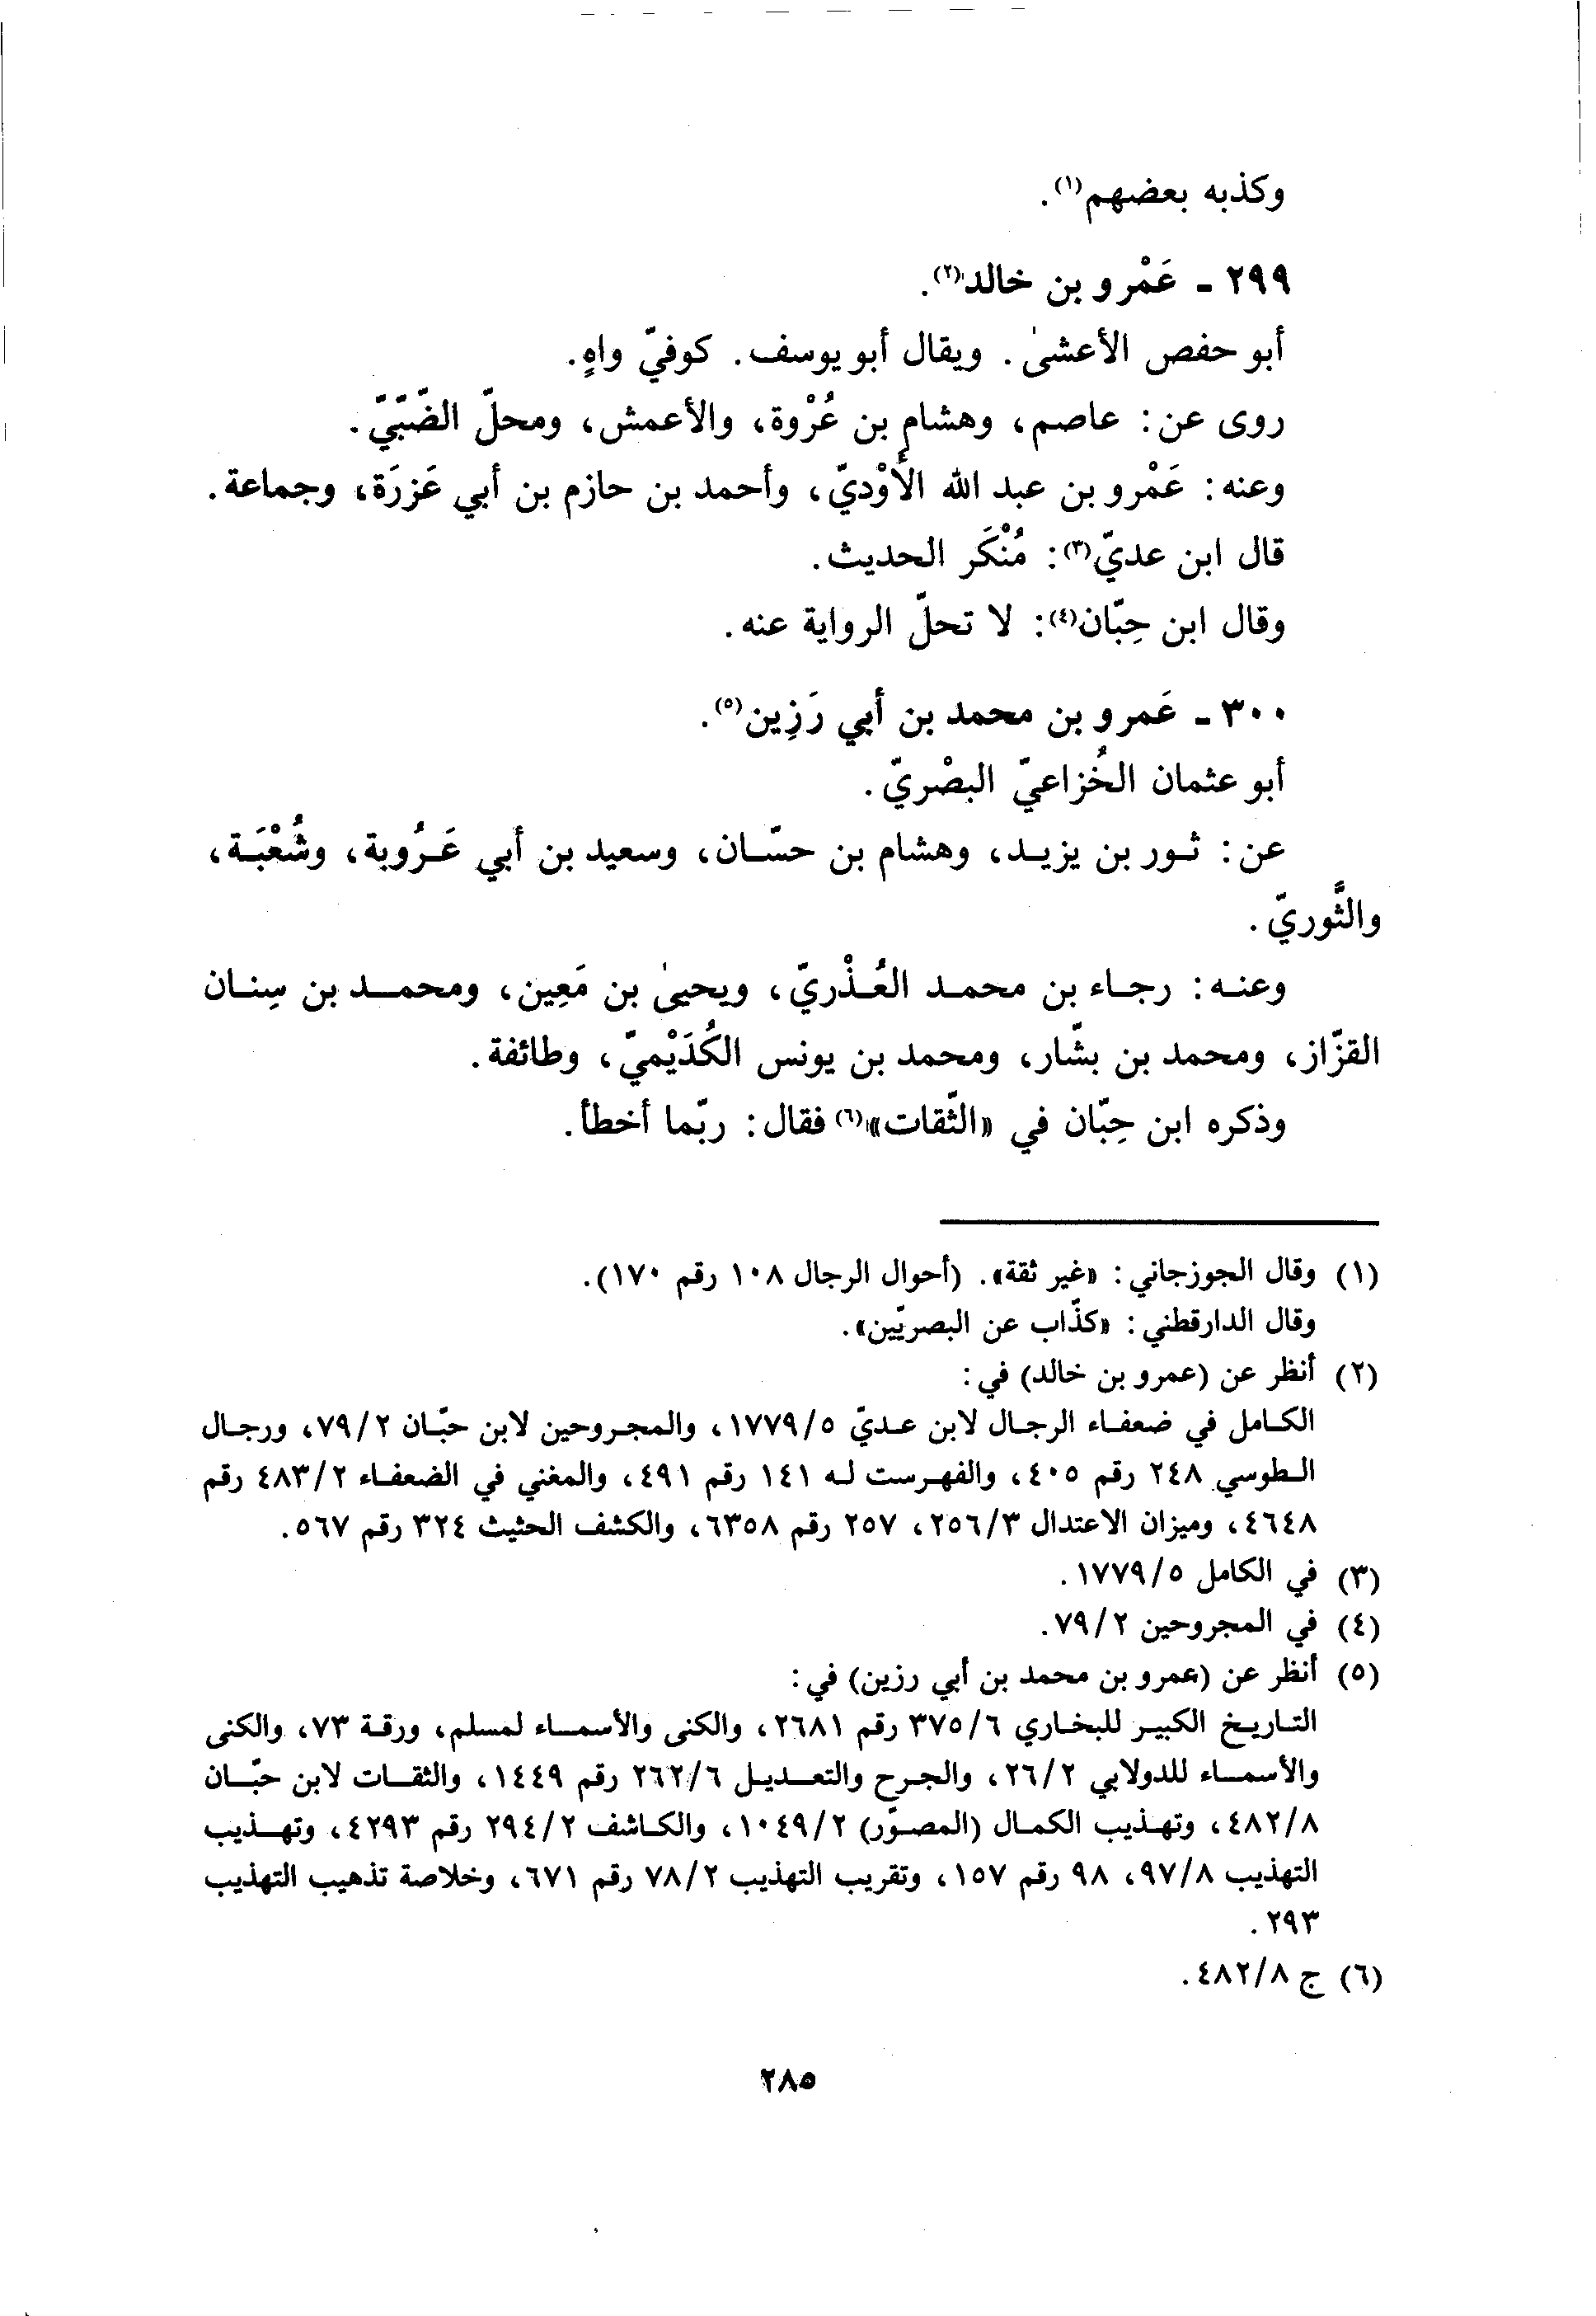 وكذبه بعضهم(١).
٢٩٩ - عَمْرو بن خالد(٢).
أبو حفص الأعشىٰ. ويقال أبو يوسف. كوفيّ واهٍ.
روى عن: عاصم، وهشام بن عُرْوة، والأعمش، ومحلّ الضّبّيّ.
وعنه: عَمْرو بن عبد الله الأَوْديّ، وأحمد بن حازم بن أبي عَزرَة، وجماعة.
قال ابن عديّ(٣): مُنْكَر الحديث.
وقال ابن حِبّان(٤): لا تحلّ الرواية عنه.
٣٠٠ - عَمرو بن محمد بن أبي رَزِين(٥).
أبو عثمان الخُزاعيّ البصْريّ.
عن: ثور بن يزيد، وهشام بن حسّان، وسعيد بن أبي عَرُوبة، وشُعْبَة،
والثَّوريّ.
وعنه: رجاء بن محمد العُذْريّ، ويحيىٰ بن مَعِين، ومحمد بن سِنان
القزّاز، ومحمد بن بشّار، ومحمد بن يونس الكُدَيْميّ، وطائفة.
وذكره ابن حِبّان في «الثّقات»(٦) فقال: ربّما أخطأ.
(١) وقال الجوزجاني: «غير ثقة». (أحوال الرجال ١٠٨ رقم ١٧٠).
وقال الدارقطني: «كذّاب عن البصريّين».
(٢) أنظر عن (عمرو بن خالد) في:
الكامل في ضعفاء الرجال لابن عديّ ١٧٧٩/٥، والمجروحين لابن حبّان ٧٩/٢، ورجال
الطوسي ٢٤٨ رقم ٤٠٥، والفهرست له ١٤١ رقم ٤٩١، والمغني في الضعفاء ٤٨٣/٢ رقم
٤٦٤٨، وميزان الاعتدال ٢٥٦/٣، ٢٥٧ رقم ٦٣٥٨، والكشف الحثيث ٣٢٤ رقم ٥٦٧.
(٣) في الكامل ١٧٧٩/٥.
(٤) في المجروحين ٧٩/٢.
(٥) أنظر عن (عمرو بن محمد بن أبي رزين) في:
التاريخ الكبير للبخاري ٣٧٥/٦ رقم ٢٦٨١، والكنى والأسماء لمسلم، ورقة ٧٣، والكنى
والأسماء للدولابي ٢٦/٢، والجرح والتعديل ٢٦٢/٦ رقم ١٤٤٩، والثقات لابن حبّان
٤٨٢/٨، وتهذيب الكمال (المصوّر) ١٠٤٩/٢، والكاشف ٢٩٤/٢ رقم ٤٢٩٣، وتهذيب
التهذيب ٩٧/٨، ٩٨ رقم ١٥٧، وتقريب التهذيب ٧٨/٢ رقم ٦٧١، وخلاصة تذهيب التهذيب
٢٩٣.
(٦) ج ٤٨٢/٨.
٢٨٥